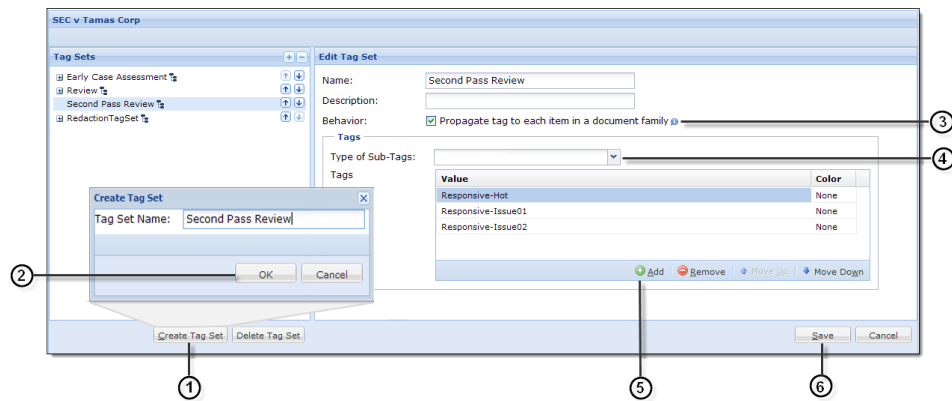 SEC v Tamas Corp
Tag Sets
Early Case Assessment
Review
Second Pass Review
RedactionTagSet
Edit Tag Set
Name: Second Pass Review
Description:
Behavior: Propagate tag to each item in a document family
3
Tags
Type of Sub-Tags:
4
Tags
Value Color
Responsive-Hot None
Responsive-Issue01 None
Responsive-Issue02 None
Add Remove Move Up Move Down
Create Tag Set
Tag Set Name: Second Pass Review
2
OK Cancel
Create Tag Set Delete Tag Set
Save Cancel
1
5
6